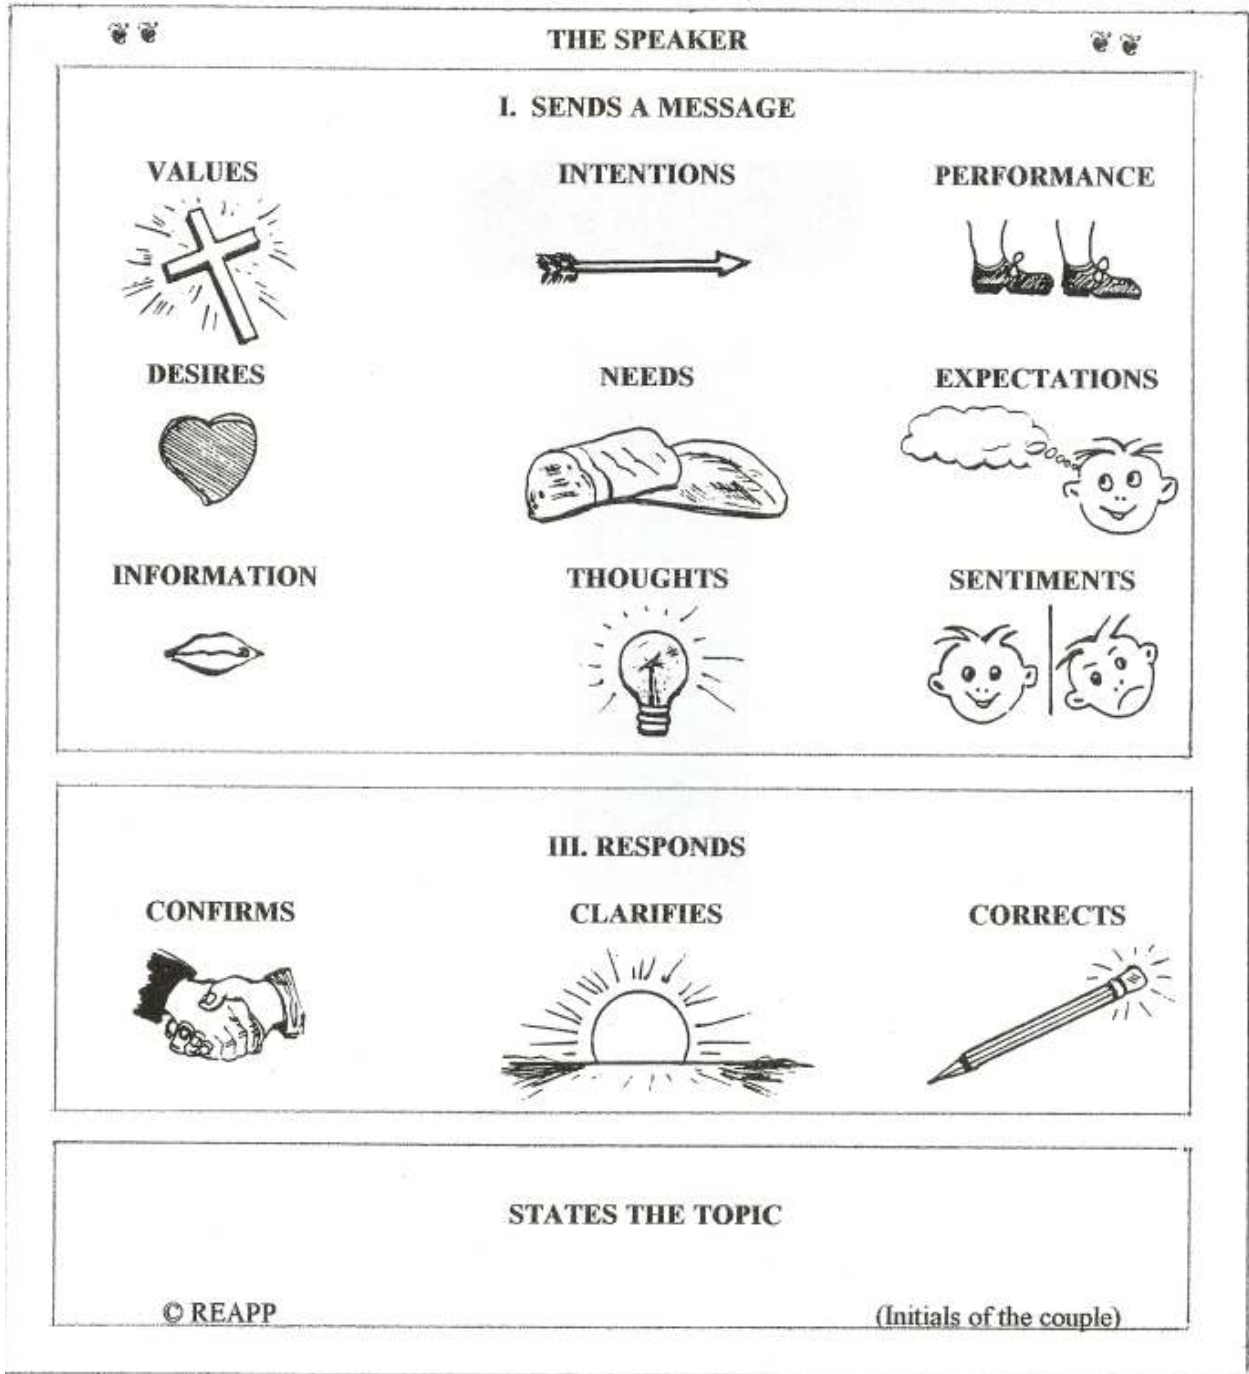 THE SPEAKER
I. SENDS A MESSAGE
VALUES INTENTIONS PERFORMANCE
DESIRES NEEDS EXPECTATIONS
INFORMATION THOUGHTS SENTIMENTS
III. RESPONDS
CONFIRMS CLARIFIES CORRECTS
STATES THE TOPIC
© REAPP (Initials of the couple)